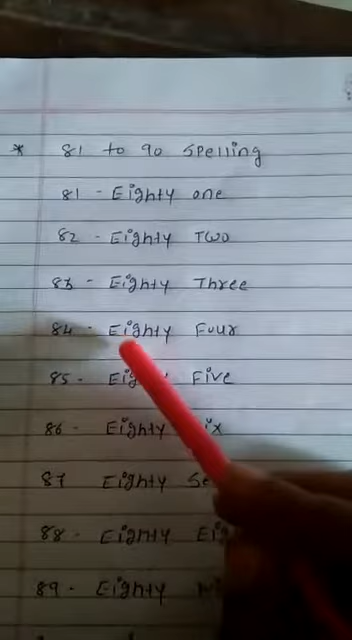 * 81 to 90 Spelling
81 - Eighty one
82 - Eighty Two
83 - Eighty Three
84 - Eighty Four
85 - Five
86 - Eighty
87 Eighty
88 - Eighty
89 - Eighty